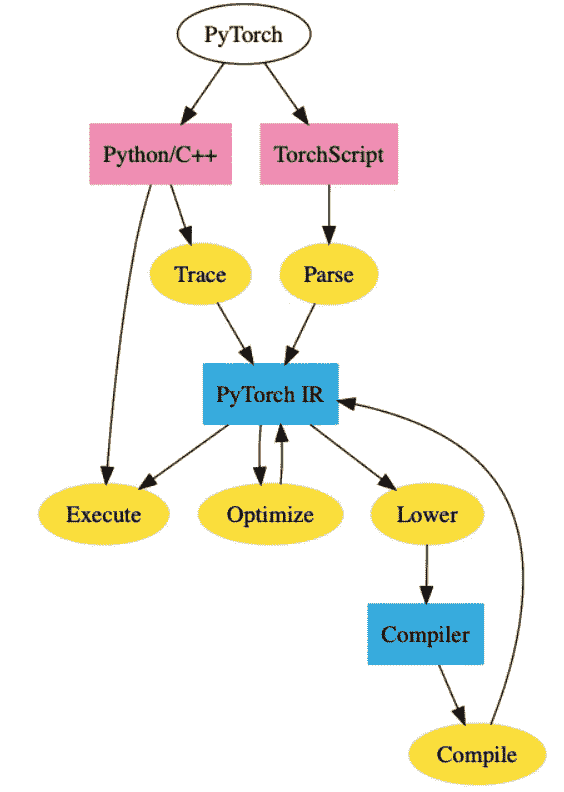 PyTorch
Python/C++
TorchScript
Trace
Parse
PyTorch IR
Execute
Optimize
Lower
Compiler
Compile